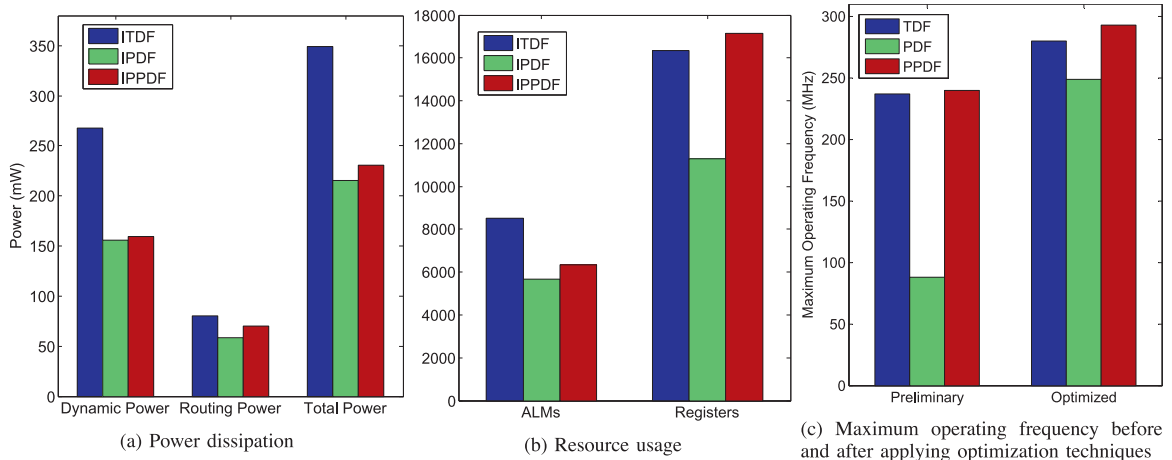 350
300
250
200
150
100
50
0
Power (mW)
ITDF
IPDF
IPPDF
Dynamic Power
Routing Power
Total Power
(a) Power dissipation
18000
16000
14000
12000
10000
8000
6000
4000
2000
0
ITDF
IPDF
IPPDF
ALMs
Registers
(b) Resource usage
300
250
200
150
100
50
0
Maximum Operating Frequency (MHz)
TDF
PDF
PPDF
Preliminary
Optimized
(c) Maximum operating frequency before
and after applying optimization techniques